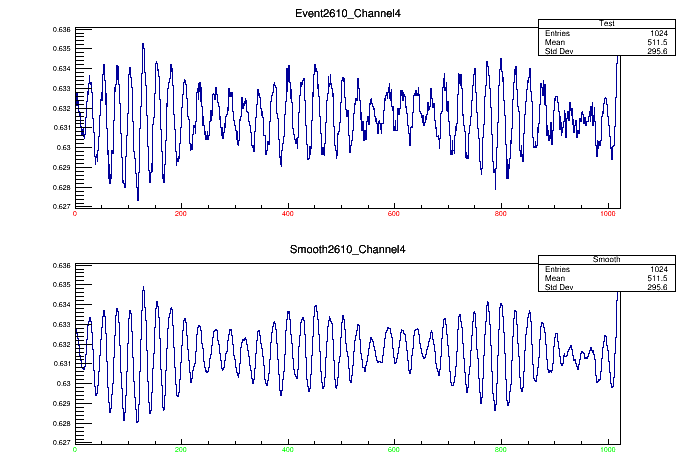 Event2610_Channel4
Test
Entries 1024
Mean 511.5
Std Dev 295.6
0.636
0.635
0.634
0.633
0.632
0.631
0.63
0.629
0.628
0.627
0 200 400 600 800 1000
Smooth2610_Channel4
Smooth
Entries 1024
Mean 511.5
Std Dev 295.6
0.636
0.635
0.634
0.633
0.632
0.631
0.63
0.629
0.628
0.627
0 200 400 600 800 1000